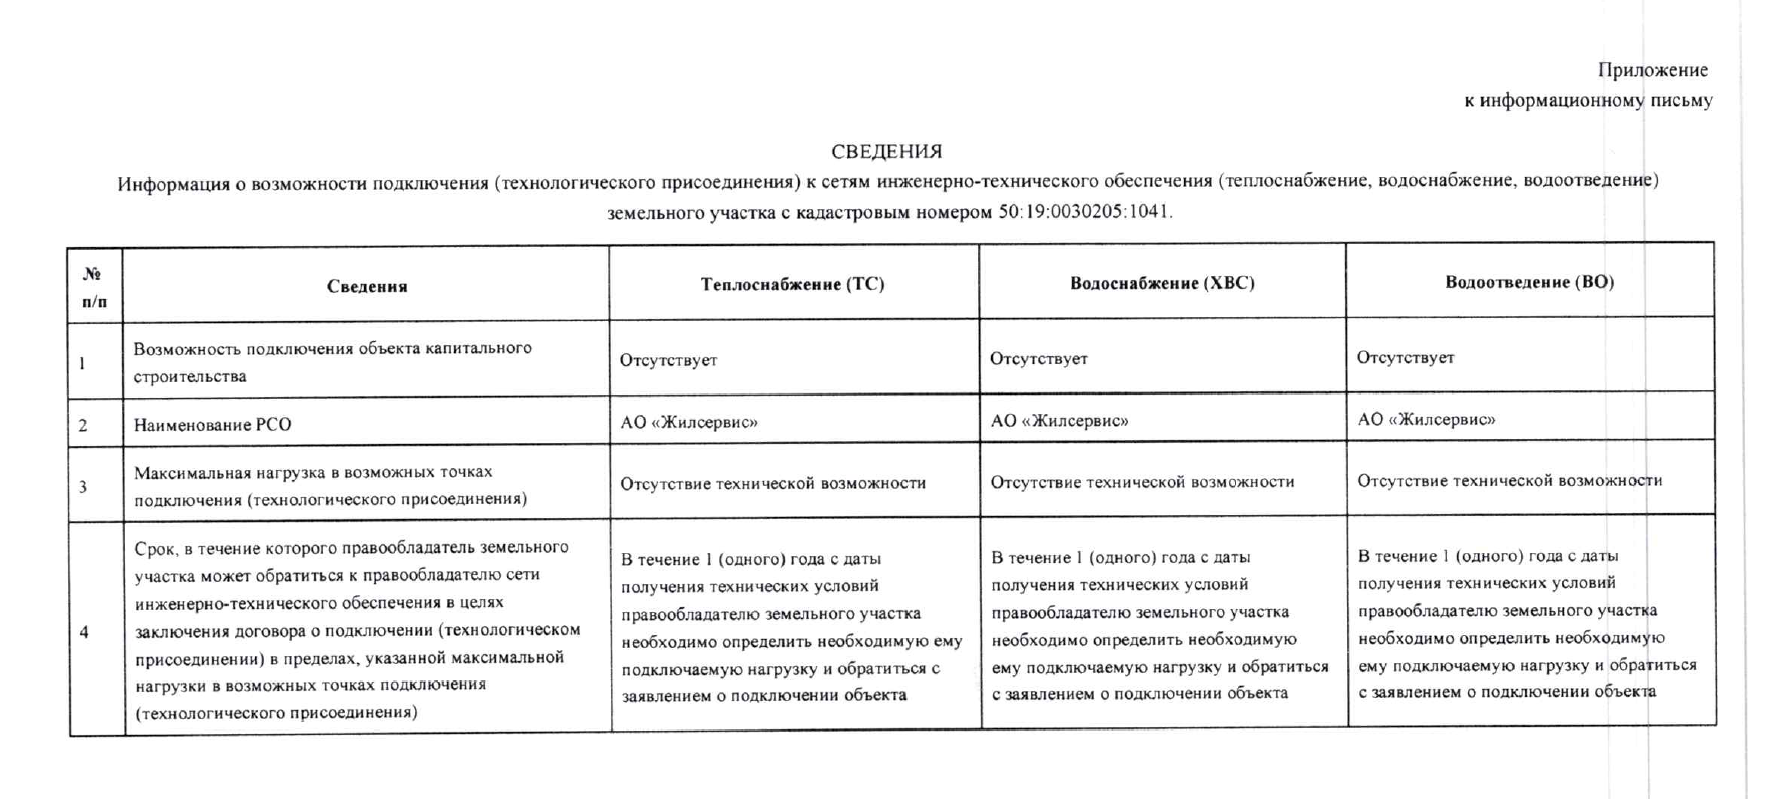 Приложение
к информационному письму
СВЕДЕНИЯ
Информация о возможности подключения (технологического присоединения) к сетям инженерно-технического обеспечения (теплоснабжение, водоснабжение, водоотведение)
земельного участка с кадастровым номером 50:19:0030205:1041.
№
п/п
Сведения
Теплоснабжение (ТС)
Водоснабжение (ХВС)
Водоотведение (ВО)
1
Возможность подключения объекта капитального
строительства
Отсутствует
Отсутствует
Отсутствует
2
Наименование РСО
АО «Жилсервис»
АО «Жилсервис»
АО «Жилсервис»
3
Максимальная нагрузка в возможных точках
подключения (технологического присоединения)
Отсутствие технической возможности
Отсутствие технической возможности
Отсутствие технической возможности
4
Срок, в течение которого правообладатель земельного
участка может обратиться к правообладателю сети
инженерно-технического обеспечения в целях
заключения договора о подключении (технологическом
присоединении) в пределах, указанной максимальной
нагрузки в возможных точках подключения
(технологического присоединения)
В течение 1 (одного) года с даты
получения технических условий
правообладателю земельного участка
необходимо определить необходимую ему
подключаемую нагрузку и обратиться с
заявлением о подключении объекта
В течение 1 (одного) года с даты
получения технических условий
правообладателю земельного участка
необходимо определить необходимую
ему подключаемую нагрузку и обратиться
с заявлением о подключении объекта
В течение 1 (одного) года с даты
получения технических условий
правообладателю земельного участка
необходимо определить необходимую
ему подключаемую нагрузку и обратиться
с заявлением о подключении объекта